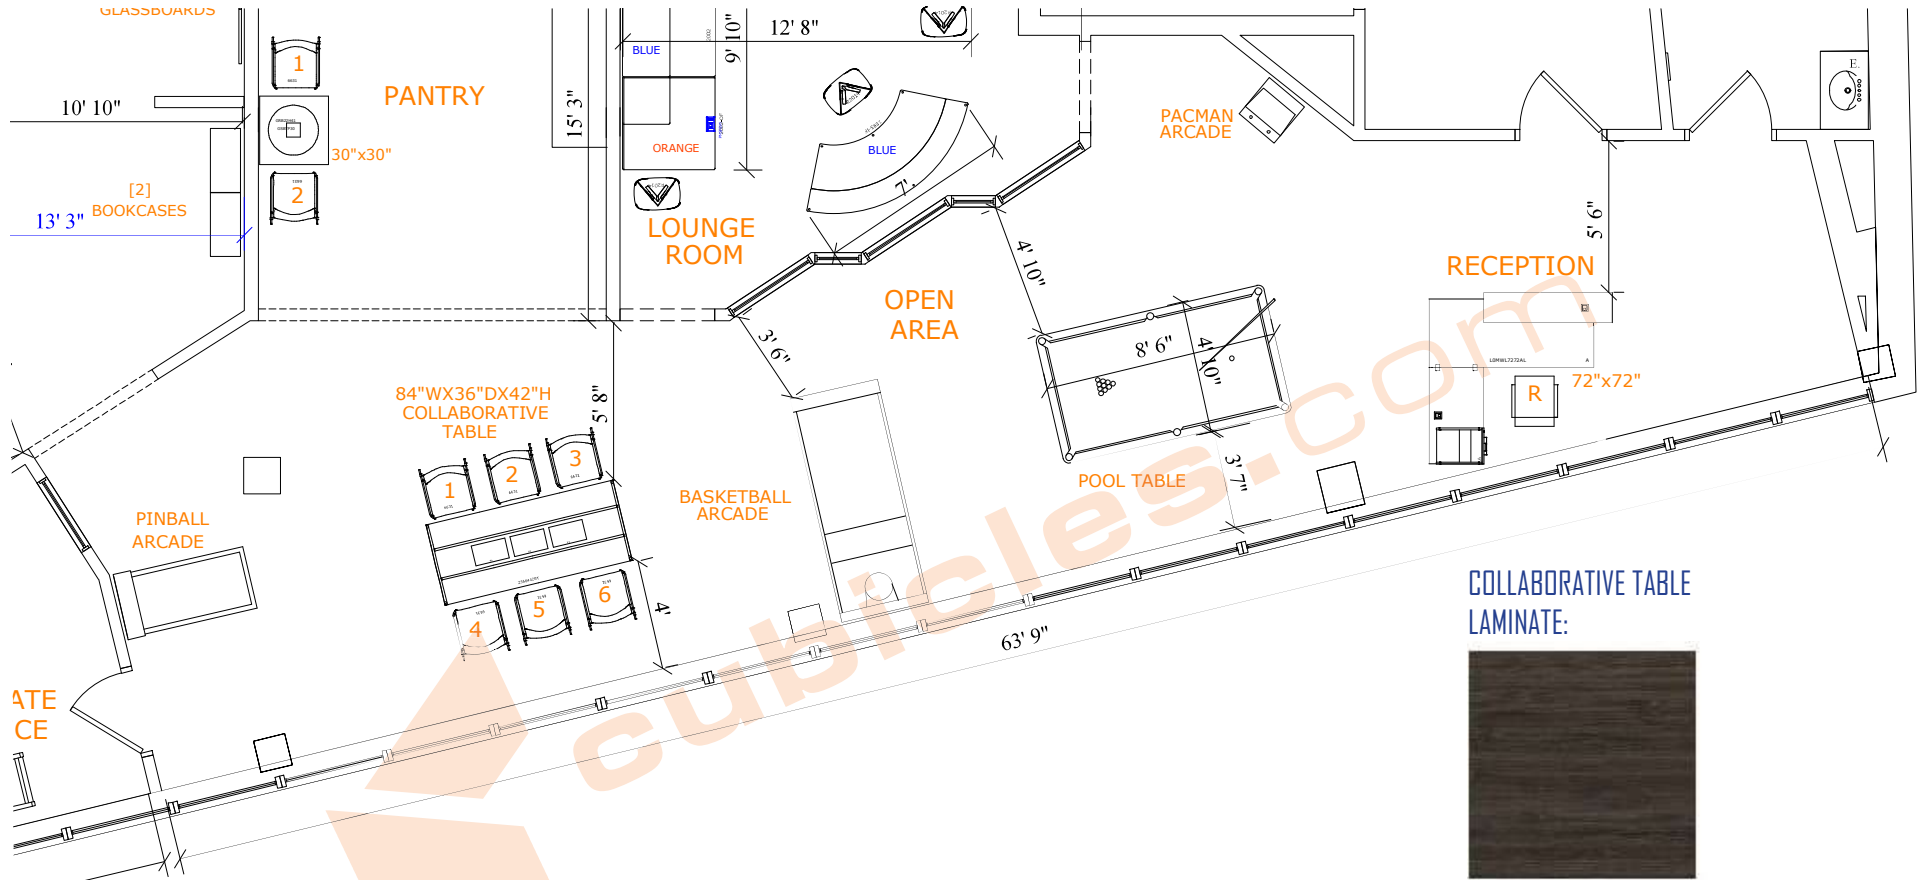 GLASSBOARDS
1
10' 10"
30"x30"
2
[2]
BOOKCASES
13' 3"
PANTRY
15' 3"
BLUE
9' 10"
12' 8"
ORANGE
BLUE
7'
LOUNGE
ROOM
PACMAN
ARCADE
E.
5' 6"
4' 10"
RECEPTION
OPEN
AREA
3' 6"
8' 6"
4' 10"
LBMWL7272AL
A
72"x72"
R
84"WX36"DX42"H
COLLABORATIVE
TABLE
5' 8"
1
2
3
4
5
6
4'
PINBALL
ARCADE
BASKETBALL
ARCADE
POOL TABLE
3' 7"
63' 9"
ATE
CE
cubicles.com
COLLABORATIVE TABLE
LAMINATE: